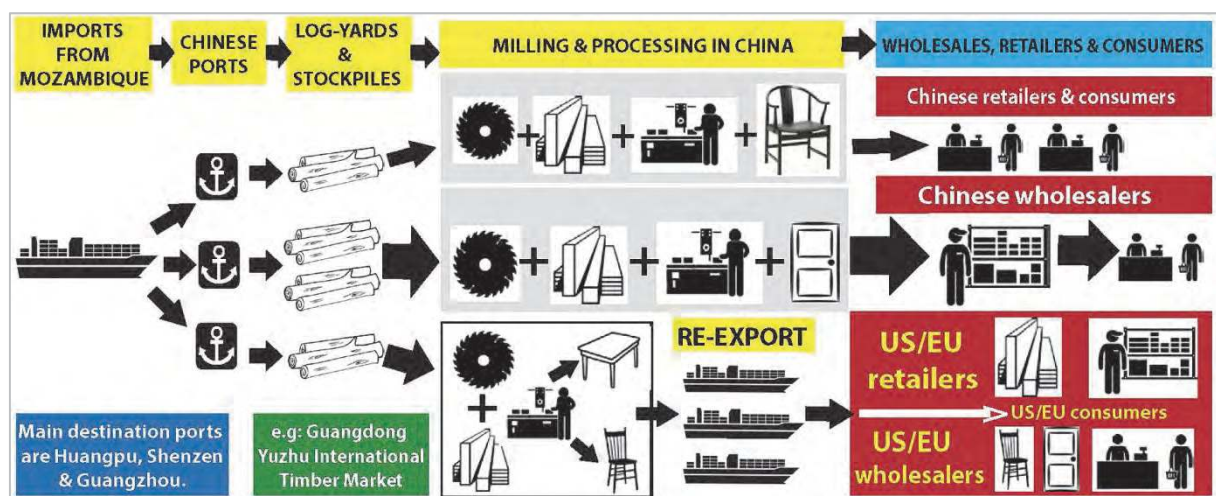 IMPORTS
FROM
MOZAMBIQUE
CHINESE
PORTS
LOG-YARDS
&
STOCKPILES
MILLING & PROCESSING IN CHINA
WHOLESALES, RETAILERS & CONSUMERS
Chinese retailers & consumers
Chinese wholesalers
RE-EXPORT
US/EU
retailers
US/EU consumers
US/EU
wholesalers
Main destination ports
are Huangpu, Shenzen
& Guangzhou.
e.g: Guangdong
Yuzhu International
Timber Market